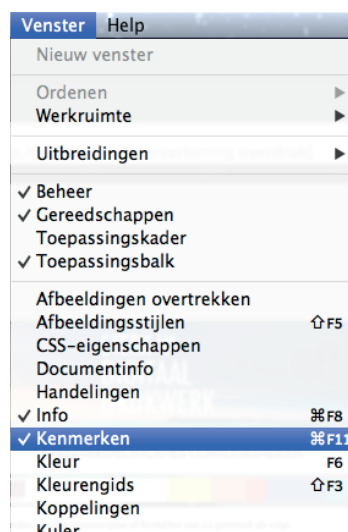 Venster Help
Nieuw venster
Ordenen ▶
Werkruimte ▶
Uitbreidingen ▶
✓ Beheer
✓ Gereedschappen
Toepassingskader
✓ Toepassingsbalk
Afbeeldingen overtrekken
Afbeeldingsstijlen ⇧F5
CSS-eigenschappen
Documentinfo
Handelingen
✓ Info ⌘F8
✓ Kenmerken ⌘F11
Kleur F6
Kleurengids ⇧F3
Koppelingen
Kuler